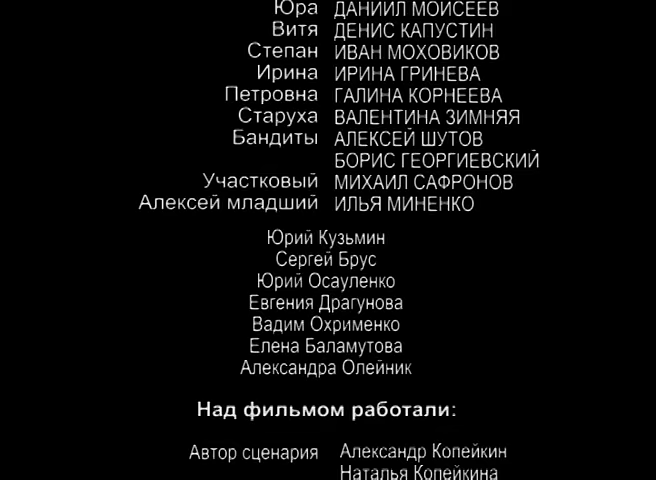 Юра ДАНИИЛ МОИСЕЕВ
Витя ДЕНИС КАПУСТИН
Степан ИВАН МОХОВИКОВ
Ирина ИРИНА ГРИНЕВА
Петровна ГАЛИНА КОРНЕЕВА
Старуха ВАЛЕНТИНА ЗИМНЯЯ
Бандиты АЛЕКСЕЙ ШУТОВ
БОРИС ГЕОРГИЕВСКИЙ
Участковый МИХАИЛ САФРОНОВ
Алексей младший ИЛЬЯ МИНЕНКО
Юрий Кузьмин
Сергей Брус
Юрий Осауленко
Евгения Драгунова
Вадим Охрименко
Елена Баламутова
Александра Олейник
Над фильмом работали:
Автор сценария Александр Копейкин
Наталья Копейкина